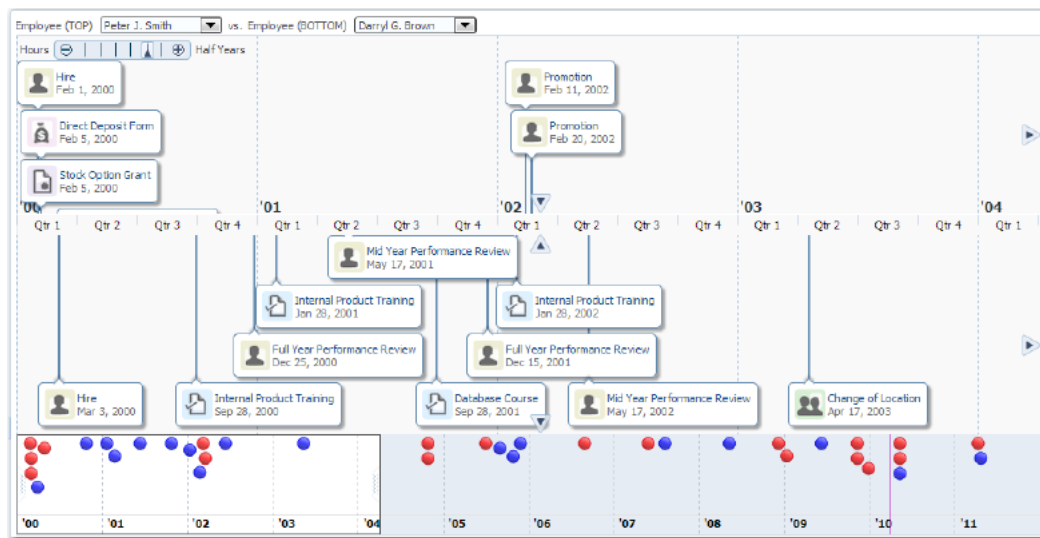 Employee (TOP) Peter J. Smith vs. Employee (BOTTOM) Darryl G. Brown
Hours Half Years
Hire
Feb 1, 2000
Direct Deposit Form
Feb 5, 2000
Stock Option Grant
Feb 5, 2000
Promotion
Feb 11, 2002
Promotion
Feb 20, 2002
'00 '01 '02 '03 '04
Qtr 1 Qtr 2 Qtr 3 Qtr 4 Qtr 1 Qtr 2 Qtr 3 Qtr 4 Qtr 1 Qtr 2 Qtr 3 Qtr 4 Qtr 1 Qtr 2 Qtr 3 Qtr 4 Qtr 1
Mid Year Performance Review
May 17, 2001
Internal Product Training
Jan 28, 2001
Internal Product Training
Jan 28, 2002
Full Year Performance Review
Dec 25, 2000
Full Year Performance Review
Dec 15, 2001
Hire
Mar 3, 2000
Internal Product Training
Sep 28, 2000
Database Course
Sep 28, 2001
Mid Year Performance Review
May 17, 2002
Change of Location
Apr 17, 2003
'00 '01 '02 '03 '04 '05 '06 '07 '08 '09 '10 '11